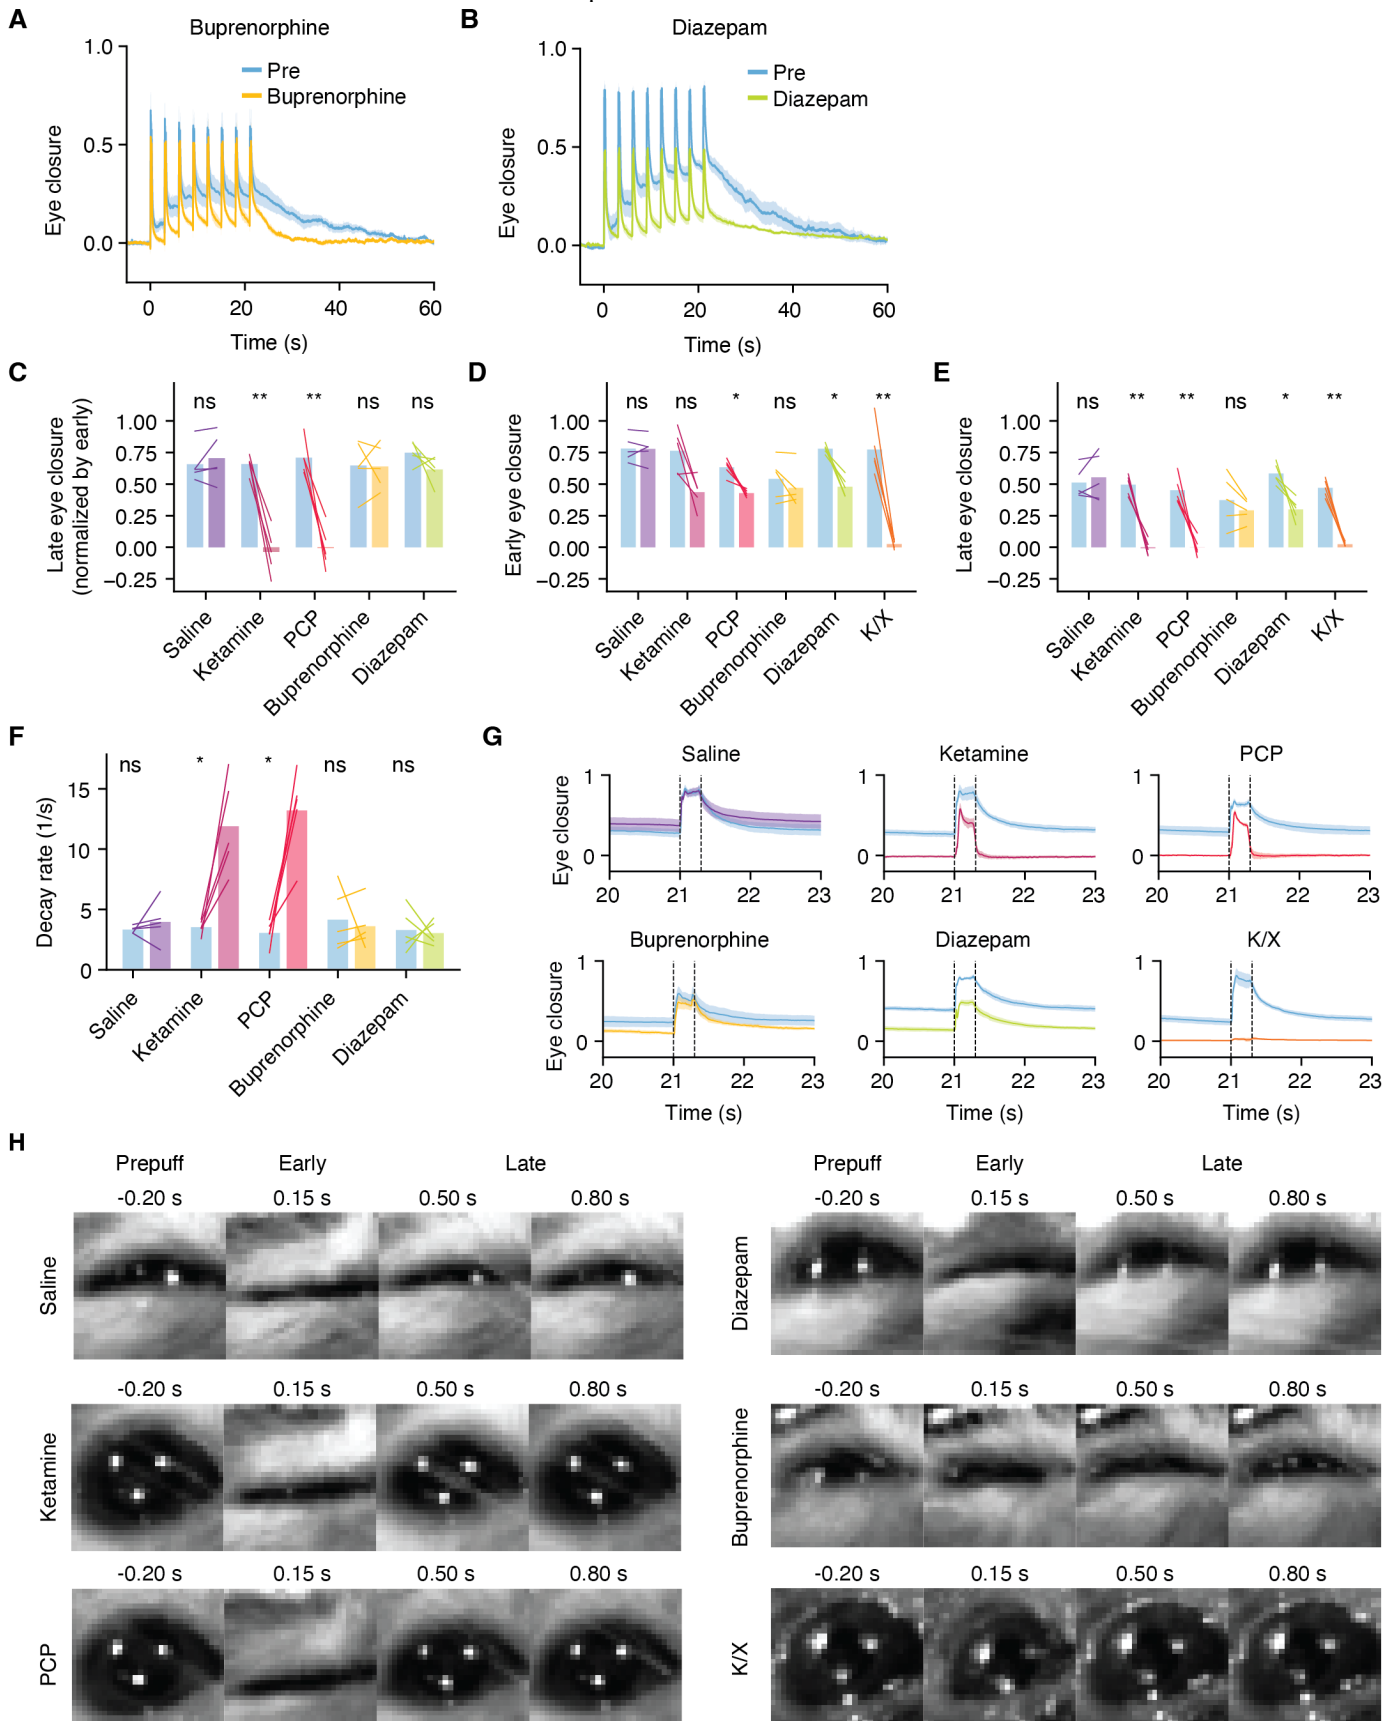 A
Buprenorphine
1.0
0.5
0.0
Eye closure
Pre
Buprenorphine
0
20
40
60
Time (s)
B
Diazepam
1.0
0.5
0.0
Eye closure
Pre
Diazepam
0
20
40
60
Time (s)
C
Late eye closure
(normalized by early)
1.00
0.75
0.50
0.25
0.00
−0.25
ns
**
**
ns
ns
Saline
Ketamine
PCP
Buprenorphine
Diazepam
D
Early eye closure
1.00
0.75
0.50
0.25
0.00
−0.25
ns
ns
*
ns
*
**
Saline
Ketamine
PCP
Buprenorphine
Diazepam
K/X
E
Late eye closure
1.00
0.75
0.50
0.25
0.00
−0.25
ns
**
**
ns
*
**
Saline
Ketamine
PCP
Buprenorphine
Diazepam
K/X
F
Decay rate (1/s)
15
10
5
0
ns
*
*
ns
ns
Saline
Ketamine
PCP
Buprenorphine
Diazepam
G
Saline
Eye closure
1
0
20
21
22
23
Ketamine
1
0
20
21
22
23
PCP
1
0
20
21
22
23
Buprenorphine
Eye closure
1
0
20
21
22
23
Time (s)
Diazepam
1
0
20
21
22
23
Time (s)
K/X
1
0
20
21
22
23
Time (s)
H
Prepuff
Early
Late
-0.20 s
0.15 s
0.50 s
0.80 s
Saline
-0.20 s
0.15 s
0.50 s
0.80 s
Ketamine
-0.20 s
0.15 s
0.50 s
0.80 s
PCP
Prepuff
Early
Late
-0.20 s
0.15 s
0.50 s
0.80 s
Diazepam
-0.20 s
0.15 s
0.50 s
0.80 s
Buprenorphine
-0.20 s
0.15 s
0.50 s
0.80 s
K/X